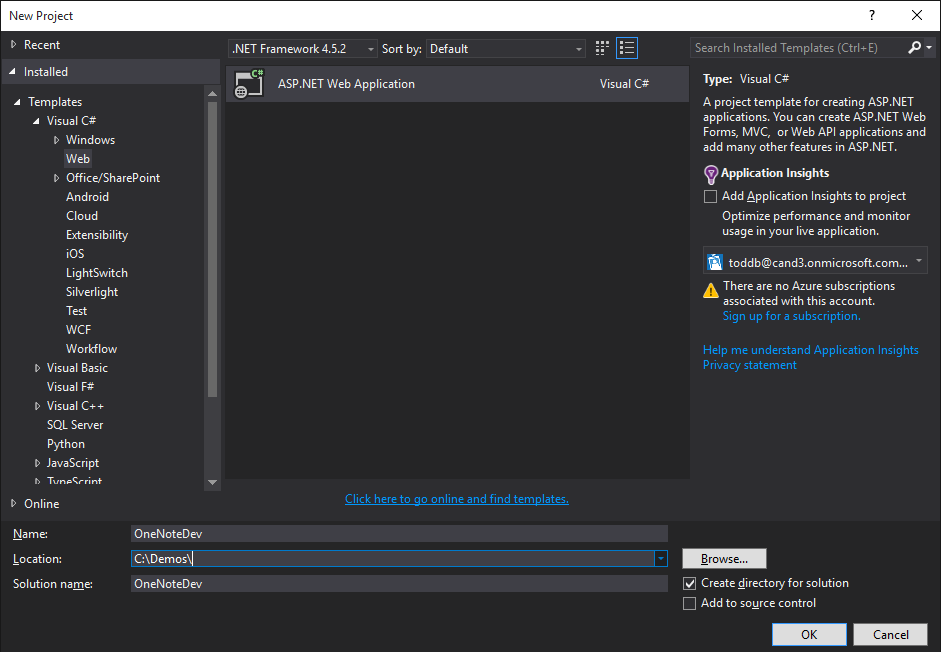 New Project
?
Recent
.NET Framework 4.5.2
Sort by:
Default
Search Installed Templates (Ctrl+E)
Installed
Templates
Visual C#
Windows
Web
Office/SharePoint
Android
Cloud
Extensibility
iOS
LightSwitch
Silverlight
Test
WCF
Workflow
Visual Basic
Visual F#
Visual C++
SQL Server
Python
JavaScript
TypeScript
Online
C#
ASP.NET Web Application
Visual C#
Click here to go online and find templates.
Type: Visual C#
A project template for creating ASP.NET
applications. You can create ASP.NET Web
Forms, MVC, or Web API applications and
add many other features in ASP.NET.
Application Insights
Add Application Insights to project
Optimize performance and monitor
usage in your live application.
toddb@cand3.onmicrosoft.com...
There are no Azure subscriptions
associated with this account.
Sign up for a subscription.
Help me understand Application Insights
Privacy statement
Name:
OneNoteDev
Location:
C:\Demos\
Browse...
Solution name:
OneNoteDev
Create directory for solution
Add to source control
OK
Cancel